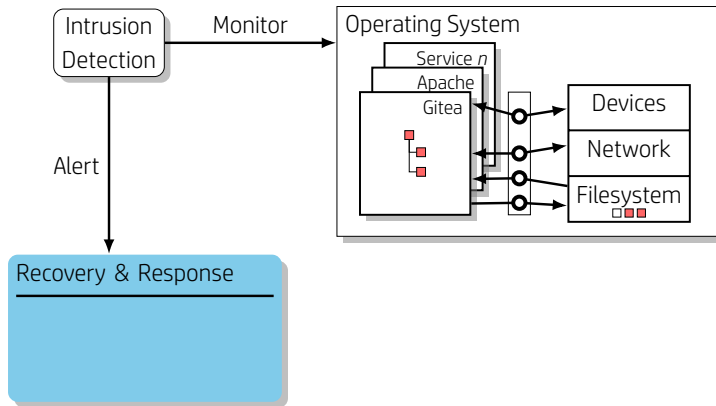 Intrusion
Detection
Monitor
Operating System
Service n
Apache
Gitea
Devices
Network
Filesystem
Alert
Recovery & Response